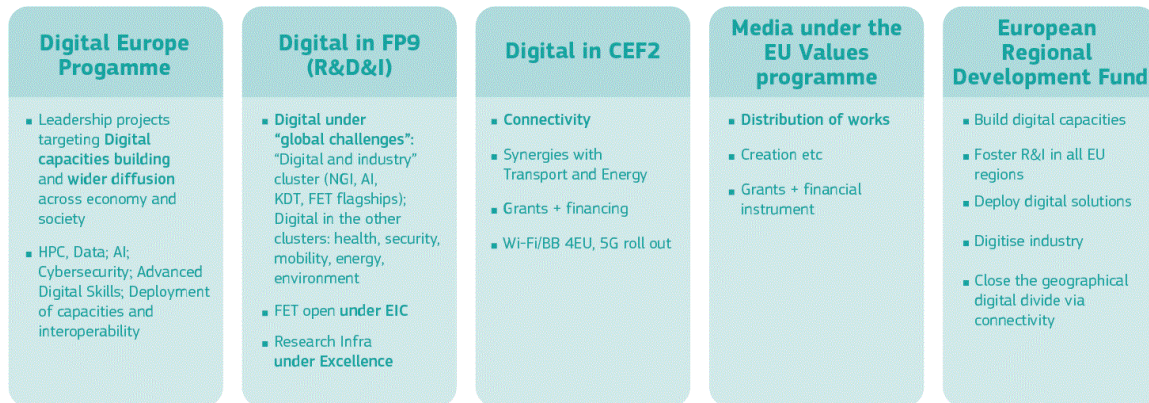 Digital Europe
Progamme
▪ Leadership projects
targeting Digital
capacities building
and wider diffusion
across economy and
society
▪ HPC, Data; AI;
Cybersecurity; Advanced
Digital Skills; Deployment
of capacities and
interoperability
Digital in FP9
(R&D&I)
▪ Digital under
“global challenges”:
“Digital and industry”
cluster (NGI, AI,
KDT, FET flagships);
Digital in the other
clusters: health, security,
mobility, energy,
environment
▪ FET open under EIC
▪ Research Infra
under Excellence
Digital in CEF2
▪ Connectivity
▪ Synergies with
Transport and Energy
▪ Grants + financing
▪ Wi-Fi/BB 4EU, 5G roll out
Media under the
EU Values
programme
▪ Distribution of works
▪ Creation etc
▪ Grants + financial
instrument
European
Regional
Development Fund
▪ Build digital capacities
▪ Foster R&I in all EU
regions
▪ Deploy digital solutions
▪ Digitise industry
▪ Close the geographical
digital divide via
connectivity